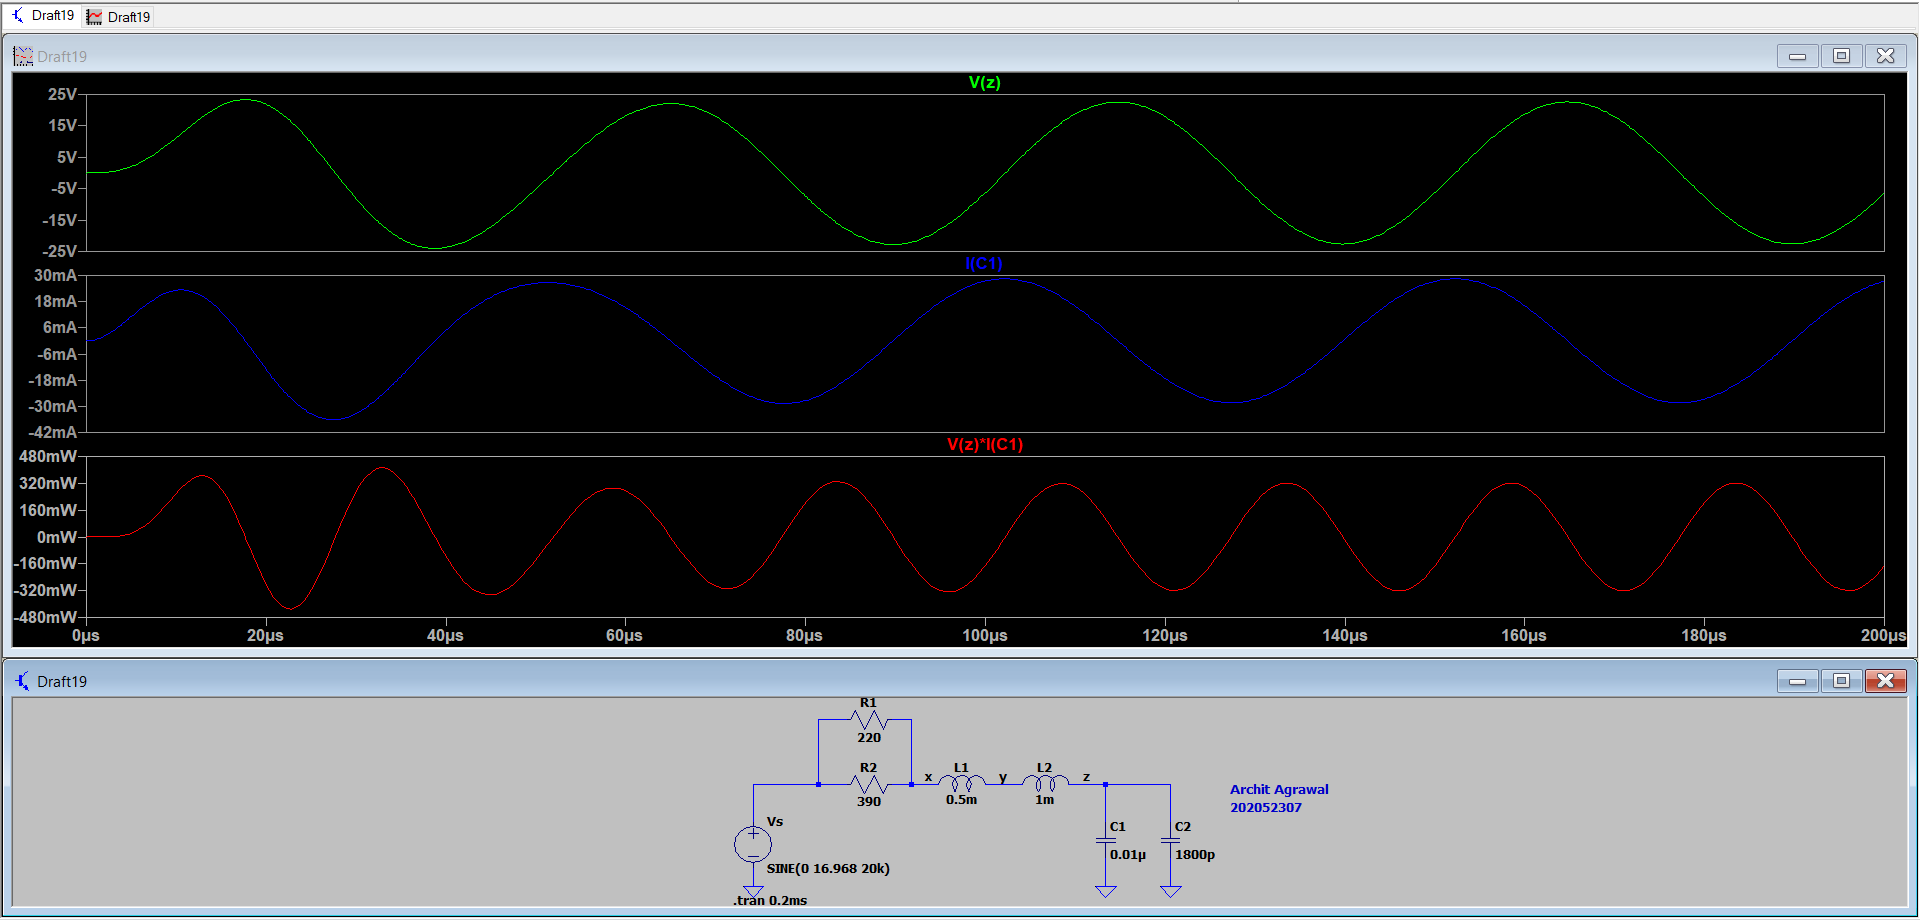 Draft19 Draft19
Draft19
V(z)
25V
15V
5V
-5V
-15V
-25V
I(C1)
30mA
18mA
6mA
-6mA
-18mA
-30mA
-42mA
V(z)*I(C1)
480mW
320mW
160mW
0mW
-160mW
-320mW
-480mW
0µs 20µs 40µs 60µs 80µs 100µs 120µs 140µs 160µs 180µs 200µs
Draft19
R1
220
R2
390
x
L1
0.5m
y
L2
1m
z
Archit Agrawal
202052307
Vs
SINE(0 16.968 20k)
C1
0.01µ
C2
1800p
.tran 0.2ms